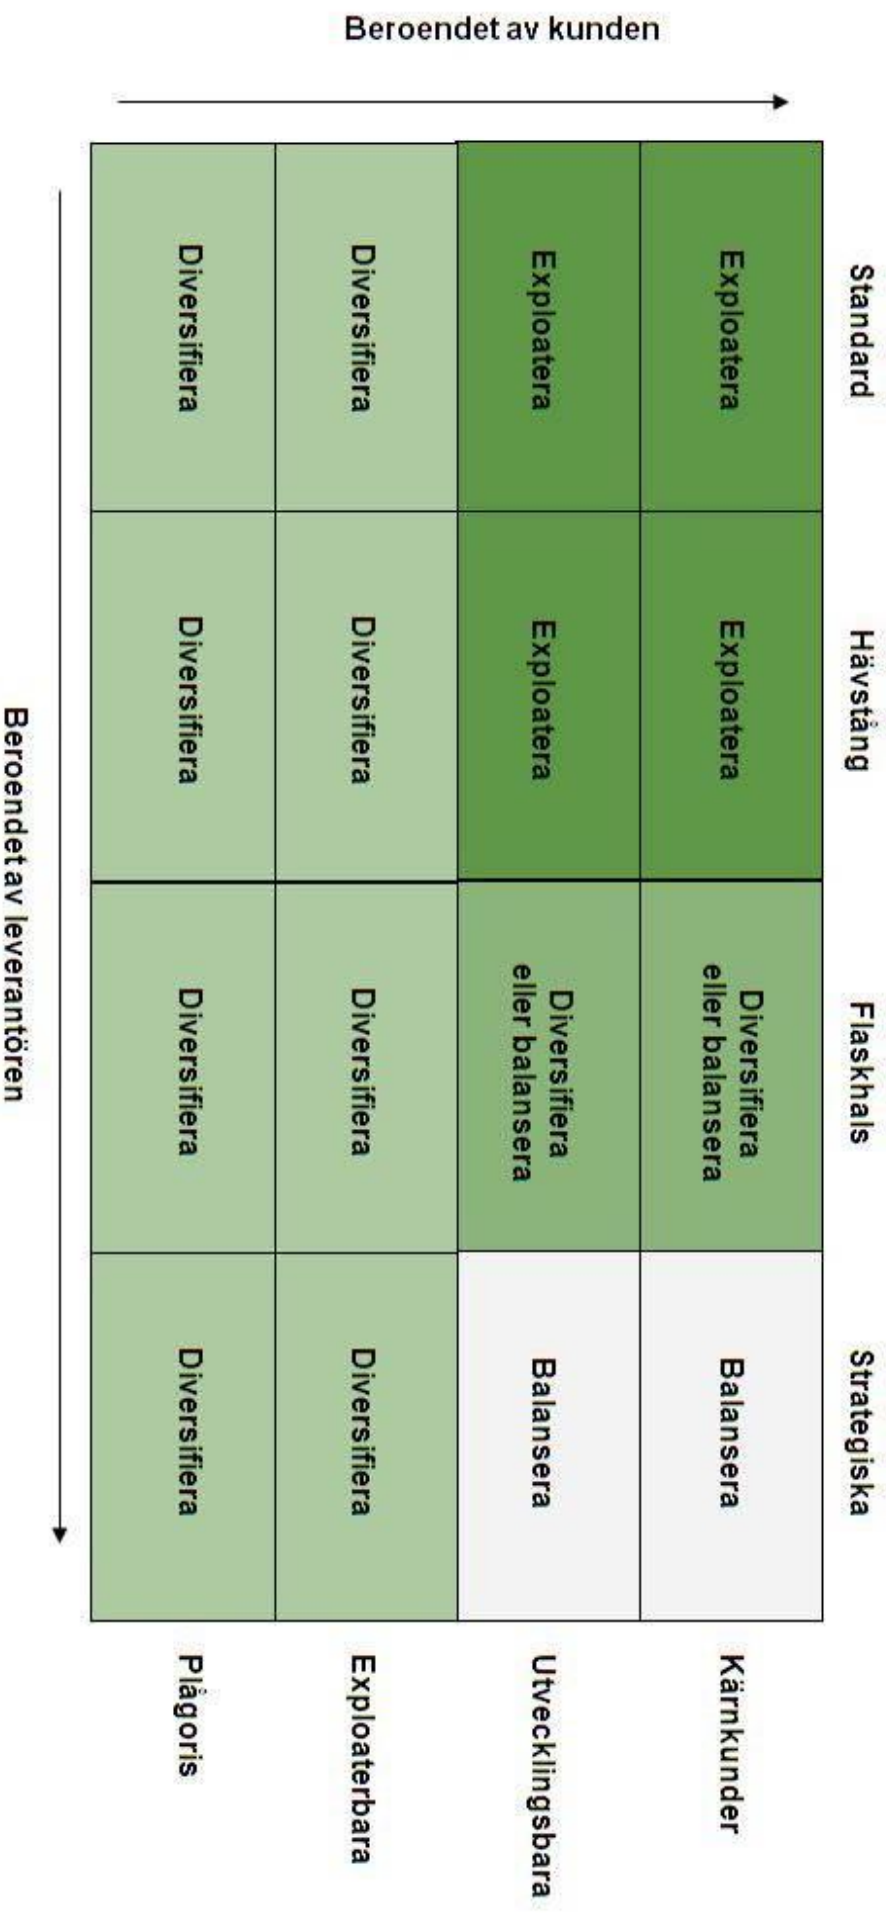 Beroendet av kunden
Standard
Hävstång
Flaskhals
Strategiska
Exploatera
Exploatera
Diversifiera
eller balansera
Balansera
Kärnkunder
Exploatera
Exploatera
Diversifiera
eller balansera
Balansera
Utvecklingsbara
Diversifiera
Diversifiera
Diversifiera
Diversifiera
Exploaterbara
Diversifiera
Diversifiera
Diversifiera
Diversifiera
Plågoris
Beroendet av leverantören